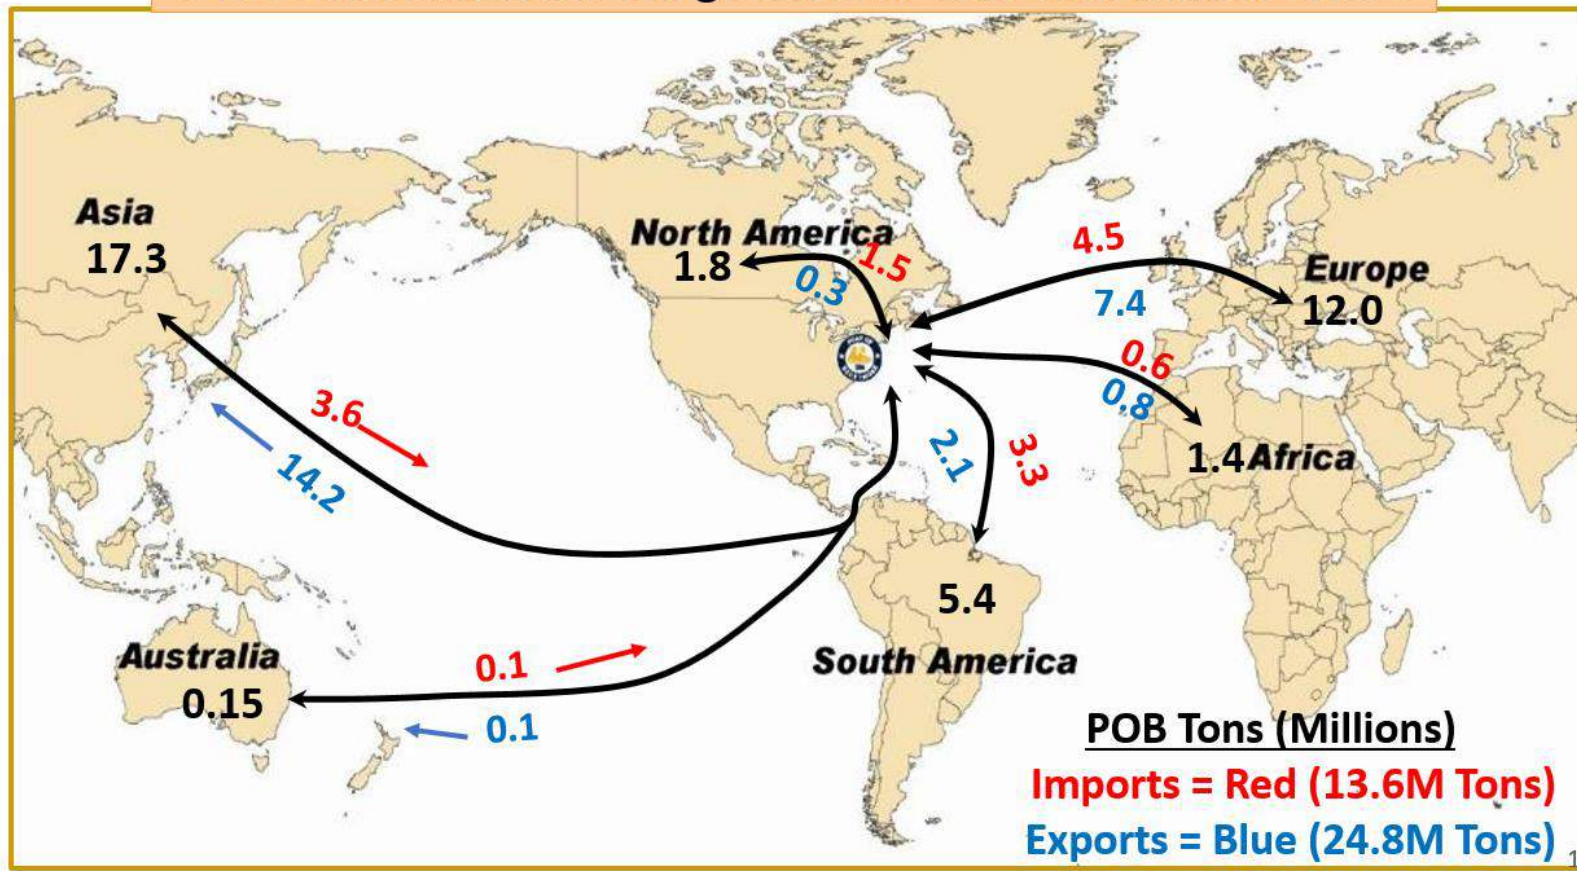 Asia
17.3
North America
1.8
1.5
0.3
4.5
7.4
Europe
12.0
0.6
0.8
1.4 Africa
3.6
14.2
2.1
3.3
5.4
South America
Australia
0.15
0.1
0.1
POB Tons (Millions)
Imports = Red (13.6M Tons)
Exports = Blue (24.8M Tons)
1